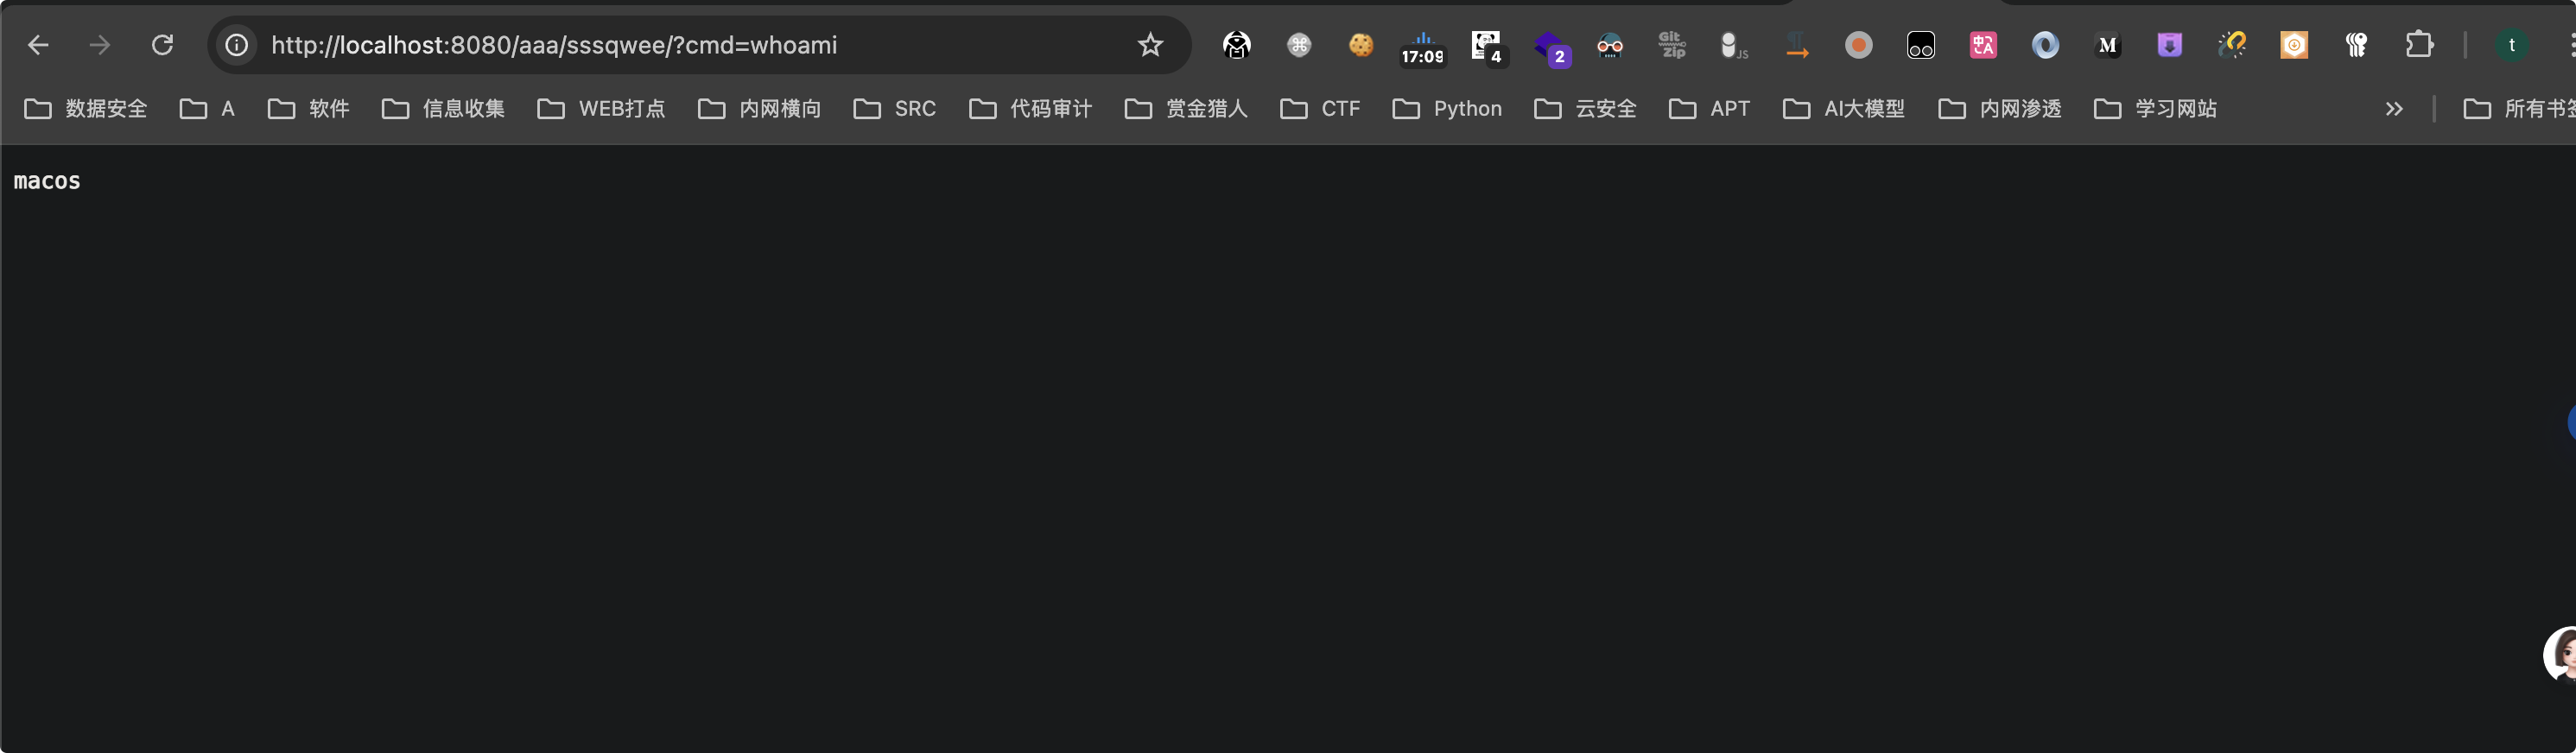 http://localhost:8080/aaa/sssqwee/?cmd=whoami 17:09 4 2 Git Zip JS 中A M t
数据安全 A 软件 信息收集 WEB打点 内网横向 SRC 代码审计 赏金猎人 CTF Python 云安全 APT AI大模型 内网渗透 学习网站 » 所有书签
macos